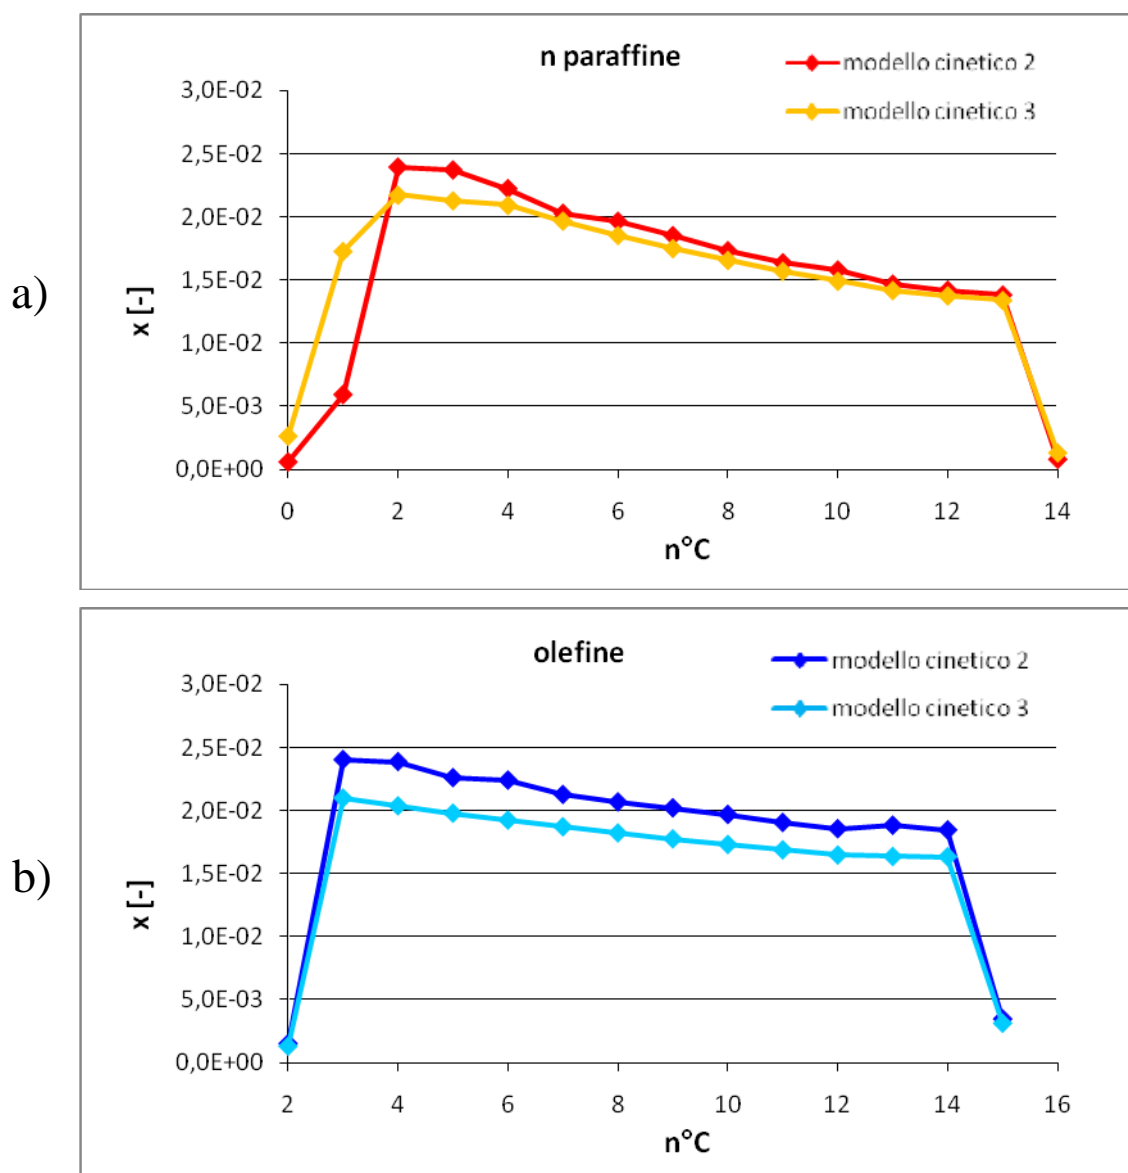 a)
n paraffine
modello cinetico 2
modello cinetico 3
3,0E-02
2,5E-02
2,0E-02
1,5E-02
1,0E-02
5,0E-03
0,0E+00
x [-]
0 2 4 6 8 10 12 14
n°C
b)
olefine
modello cinetico 2
modello cinetico 3
3,0E-02
2,5E-02
2,0E-02
1,5E-02
1,0E-02
5,0E-03
0,0E+00
x [-]
2 4 6 8 10 12 14 16
n°C